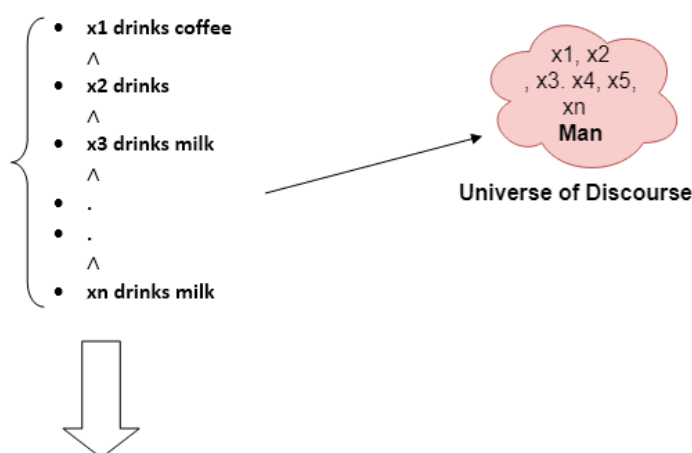 • x1 drinks coffee
∧
• x2 drinks
∧
• x3 drinks milk
∧
• .
• .
∧
• xn drinks milk
x1, x2
, x3. x4, x5,
xn
Man
Universe of Discourse